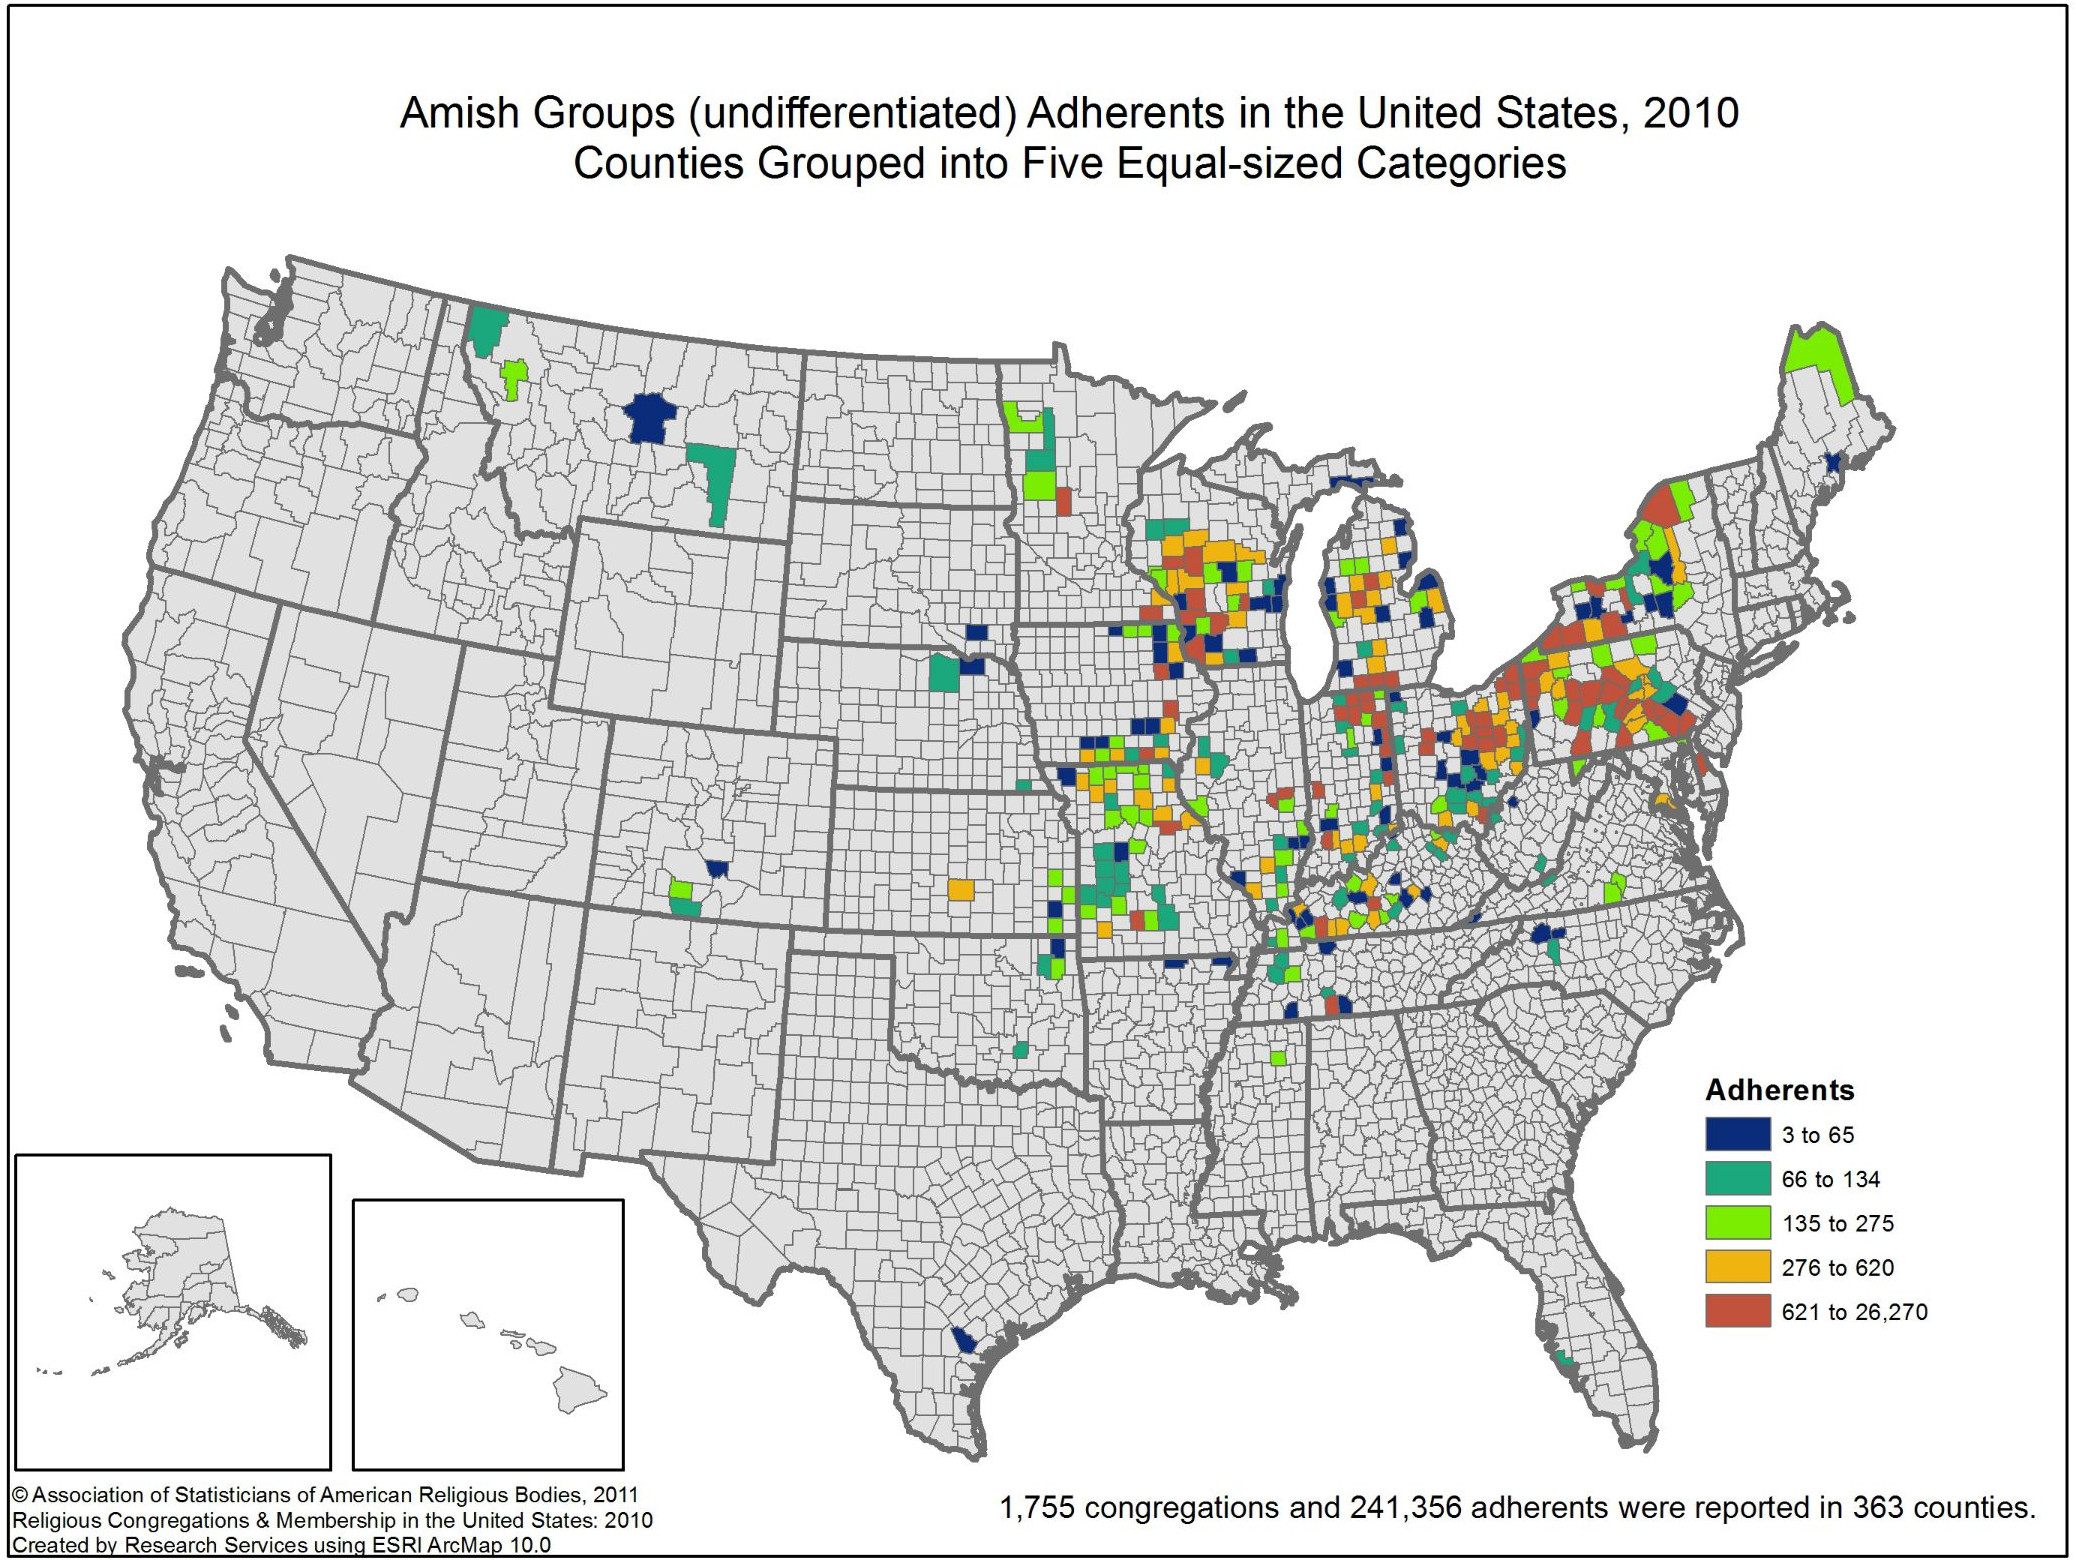 Amish Groups (undifferentiated) Adherents in the United States, 2010
Counties Grouped into Five Equal-sized Categories
Adherents
3 to 65
66 to 134
135 to 275
276 to 620
621 to 26,270
© Association of Statisticians of American Religious Bodies, 2011
Religious Congregations & Membership in the United States: 2010
Created by Research Services using ESRI ArcMap 10.0
1,755 congregations and 241,356 adherents were reported in 363 counties.